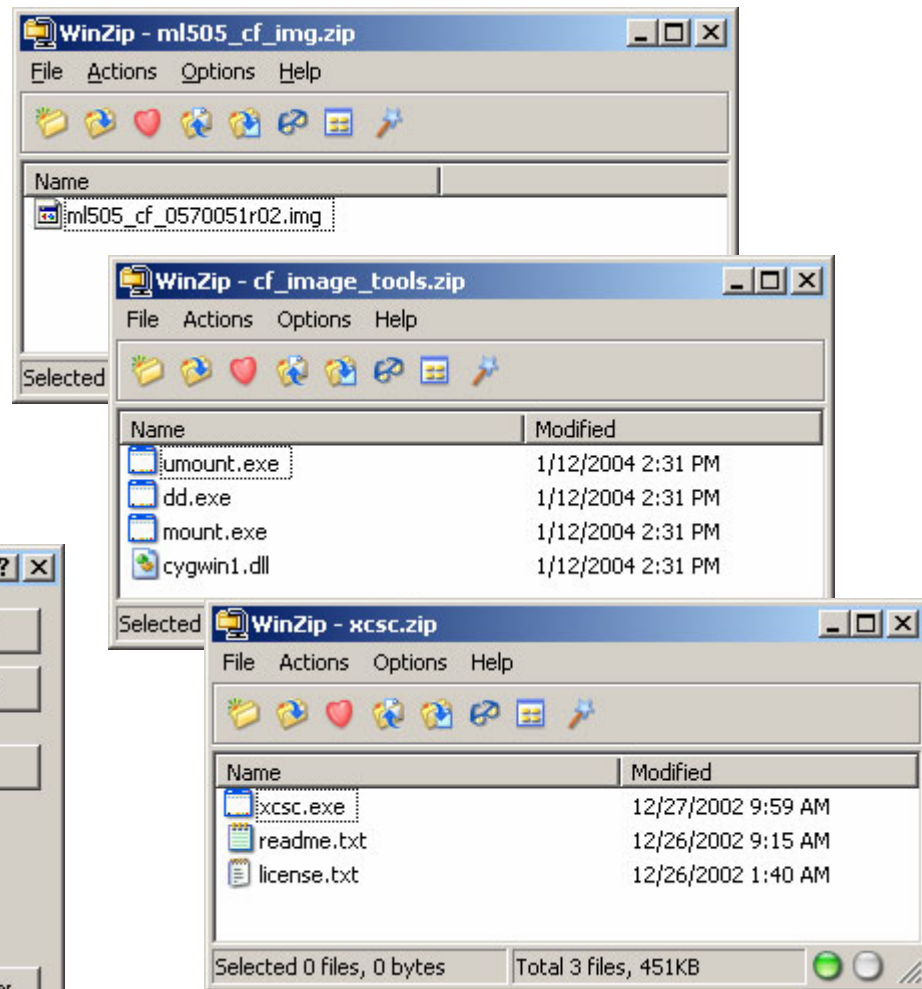 WinZip - ml505_cf_img.zip
File Actions Options Help
Name
ml505_cf_0570051r02.img
Selected
WinZip - cf_image_tools.zip
File Actions Options Help
Name Modified
umount.exe 1/12/2004 2:31 PM
dd.exe 1/12/2004 2:31 PM
mount.exe 1/12/2004 2:31 PM
cygwin1.dll 1/12/2004 2:31 PM
Selected
WinZip - xcsc.zip
File Actions Options Help
Name Modified
xcsc.exe 12/27/2002 9:59 AM
readme.txt 12/26/2002 9:15 AM
license.txt 12/26/2002 1:40 AM
Selected 0 files, 0 bytes Total 3 files, 451KB